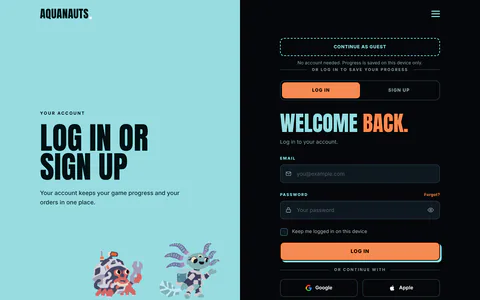 AQUANAUTS.
YOUR ACCOUNT
LOG IN OR
SIGN UP
Your account keeps your game progress and your
orders in one place.
CONTINUE AS GUEST
No account needed. Progress is saved on this device only.
OR LOG IN TO SAVE YOUR PROGRESS
LOG IN
SIGN UP
WELCOME BACK.
Log in to your account.
EMAIL
you@example.com
PASSWORD
Forgot?
Your password
Keep me logged in on this device
LOG IN
OR CONTINUE WITH
Google
Apple